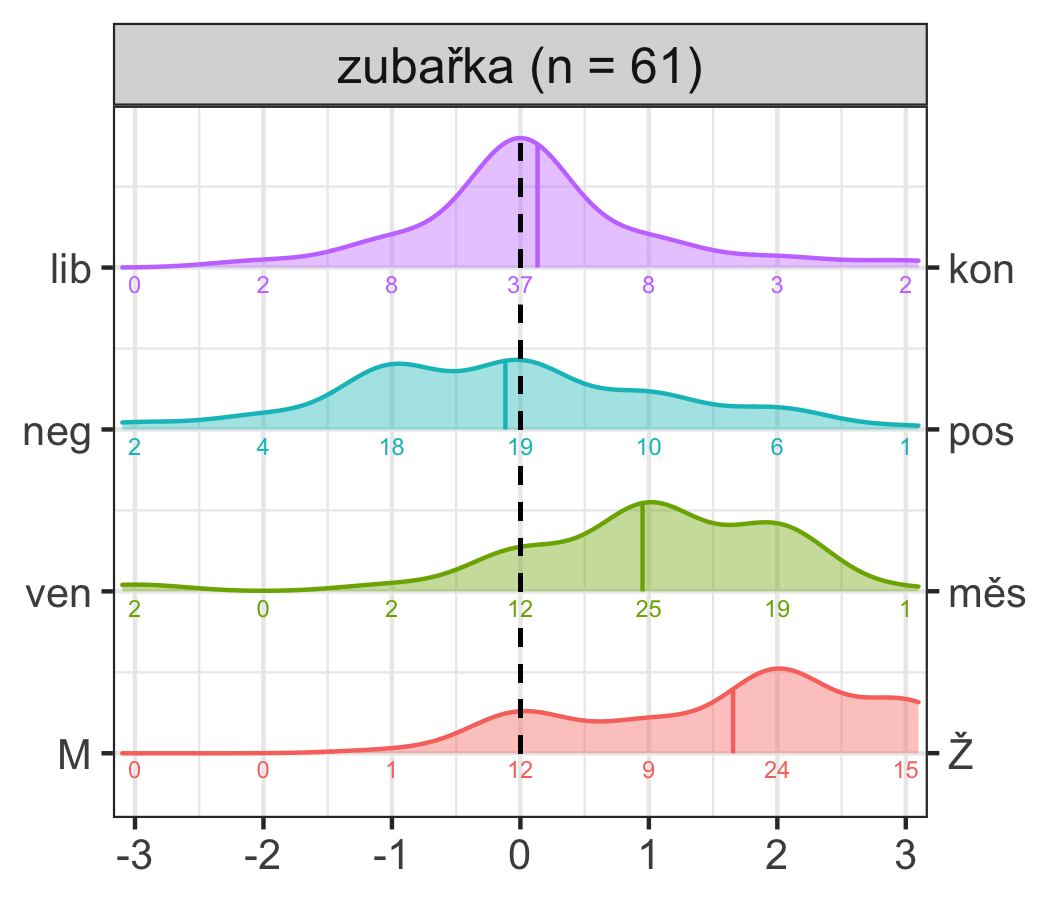 zubařka (n = 61)
lib kon
0 2 8 37 8 3 2
neg pos
2 4 18 19 10 6 1
ven měs
2 0 2 12 25 19 1
M Ž
0 0 1 12 9 24 15
-3 -2 -1 0 1 2 3